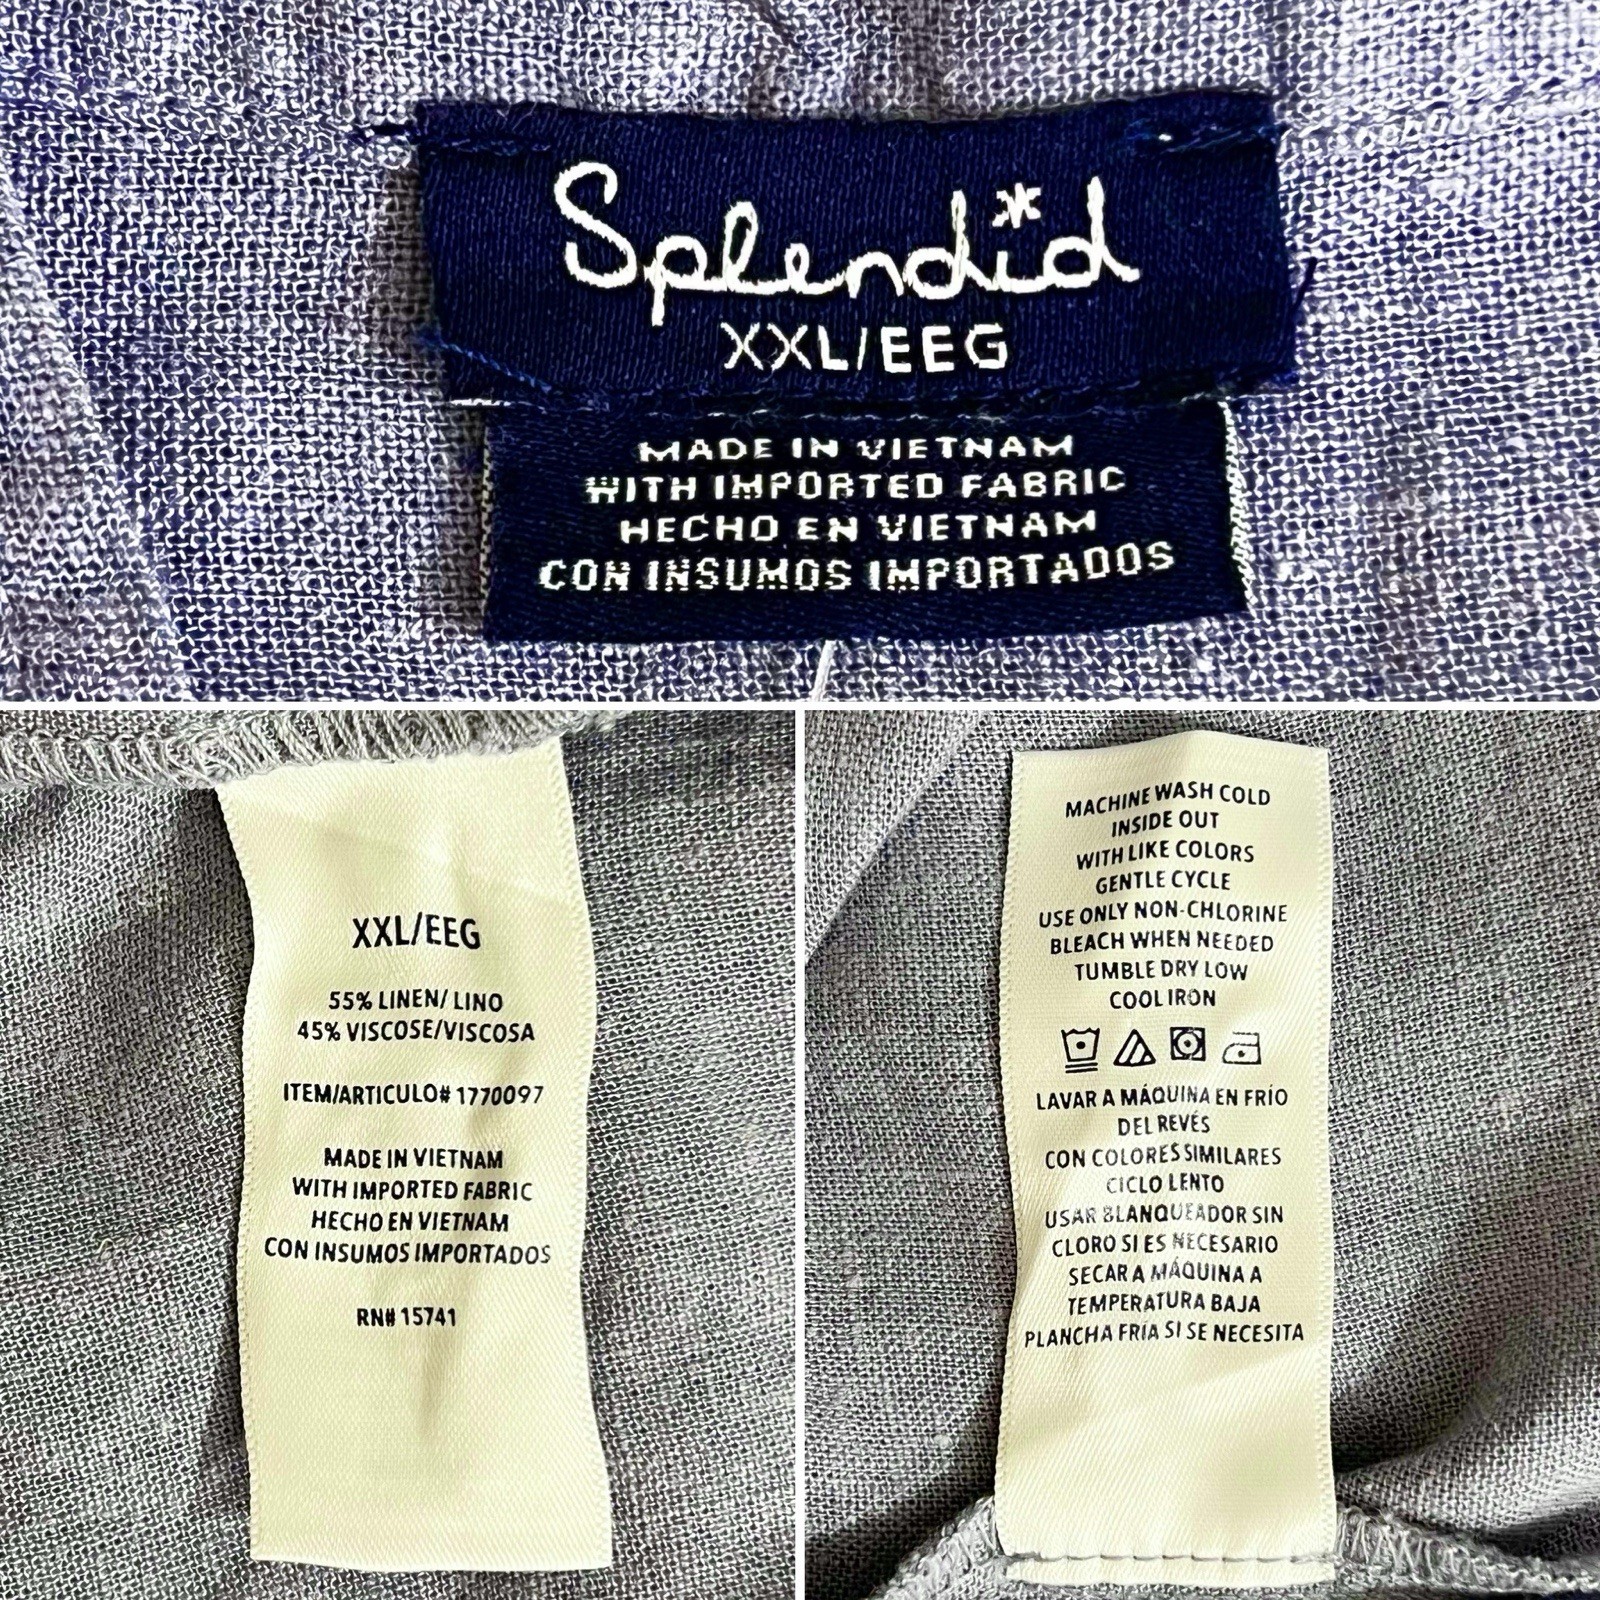 Splendid
XXL/EEG
MADE IN VIETNAM
WITH IMPORTED FABRIC
HECHO EN VIETNAM
CON INSUMOS IMPORTADOS
XXL/EEG
55% LINEN/ LINO
45% VISCOSE/VISCOSA
ITEM/ARTICULO# 1770097
MADE IN VIETNAM
WITH IMPORTED FABRIC
HECHO EN VIETNAM
CON INSUMOS IMPORTADOS
RN# 15741
MACHINE WASH COLD
INSIDE OUT
WITH LIKE COLORS
GENTLE CYCLE
USE ONLY NON-CHLORINE
BLEACH WHEN NEEDED
TUMBLE DRY LOW
COOL IRON
LAVAR A MÁQUINA EN FRÍO
DEL REVÉS
CON COLORES SIMILARES
CICLO LENTO
USAR BLANQUEADOR SIN
CLORO SI ES NECESARIO
SECAR A MÁQUINA A
TEMPERATURA BAJA
PLANCHA FRÍA SI SE NECESITA